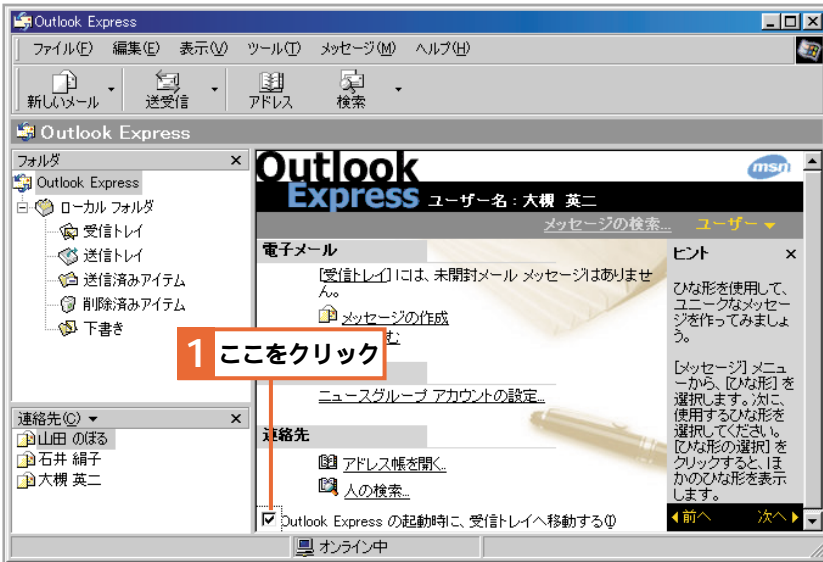 Outlook Express
ファイル(F) 編集(E) 表示(V) ツール(T) メッセージ(M) ヘルプ(H)
新しいメール 送受信 アドレス 検索
Outlook Express
フォルダ ×
Outlook Express
ローカル フォルダ
受信トレイ
送信トレイ
送信済みアイテム
削除済みアイテム
下書き
連絡先(C) ×
山田 のぼる
石井 絹子
大槻 英二
Outlook
Express ユーザー名:大槻 英二
msn
メッセージの検索... ユーザー
電子メール
[受信トレイ] には、未開封メール メッセージはありませ
ん。
メッセージの作成
む
1 ここをクリック
ニュースグループ アカウントの設定...
連絡先
アドレス帳を開く...
人の検索...
Outlook Express の起動時に、受信トレイへ移動する(I)
ヒント ×
ひな形を使用して、
ユニークなメッセー
ジを作ってみましょ
う。
[メッセージ] メニュ
ーから、[ひな形] を
選択します。次に、
使用するひな形を
選択してください。
[ひな形の選択] を
クリックすると、ほ
かのひな形を表示
します。
前へ 次へ
オンライン中